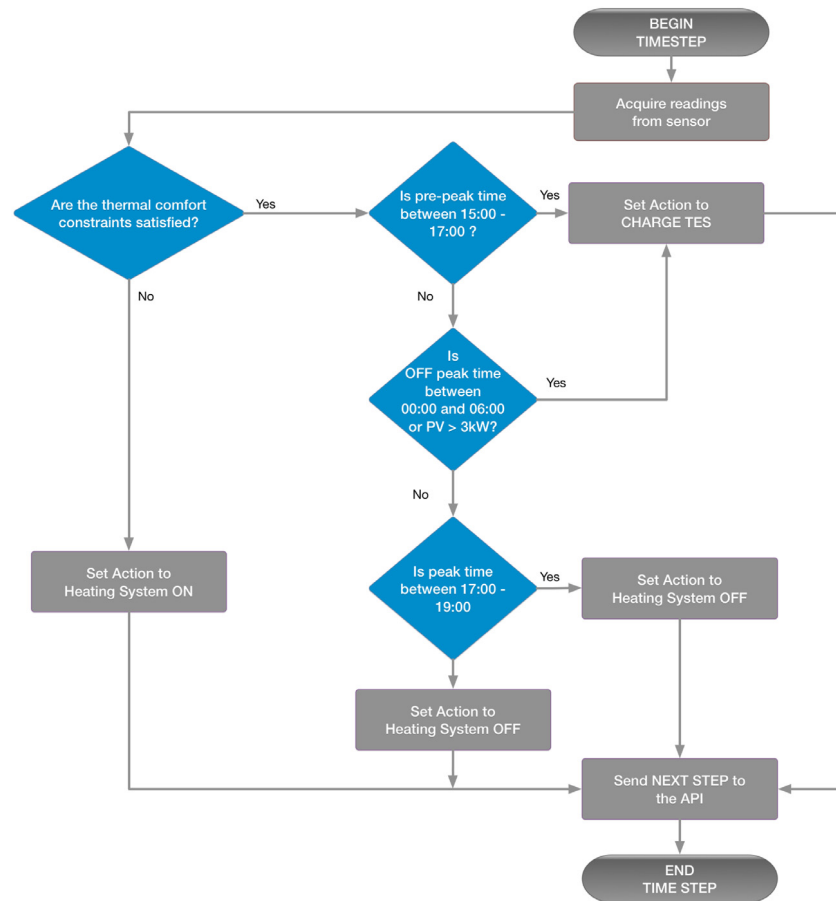 BEGIN
TIMESTEP
Acquire readings
from sensor
Are the thermal comfort
constraints satisfied?
Yes
Is pre-peak time
between 15:00 -
17:00 ?
Yes
Set Action to
CHARGE TES
No
No
Is
OFF peak time
between
00:00 and 06:00
or PV > 3kW?
Yes
No
Is peak time
between 17:00 -
19:00
Yes
Set Action to
Heating System OFF
Set Action to
Heating System ON
Set Action to
Heating System OFF
Send NEXT STEP to
the API
END
TIME STEP